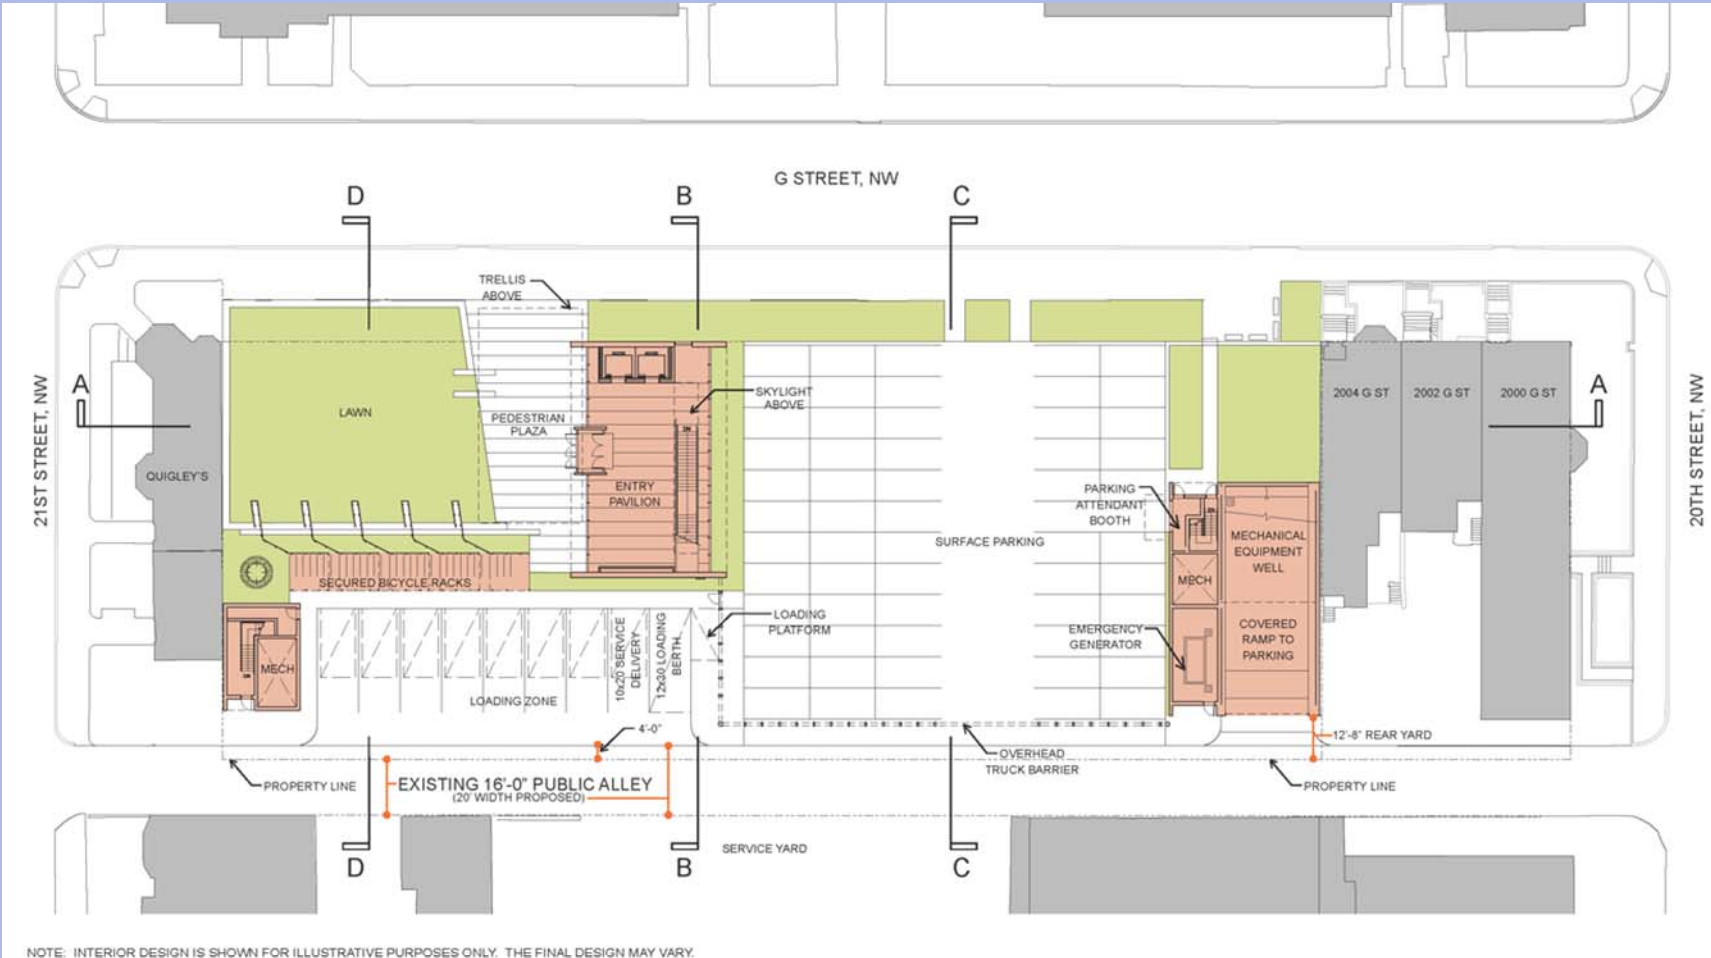 G STREET, NW
D
B
C
TRELLIS
ABOVE
A
21ST STREET, NW
LAWN
PEDESTRIAN
PLAZA
SKYLIGHT
ABOVE
QUIGLEY'S
ENTRY
PAVILION
2004 G ST
2002 G ST
2000 G ST
A
20TH STREET, NW
PARKING
ATTENDANT
BOOTH
SURFACE PARKING
MECHANICAL
EQUIPMENT
WELL
MECH
SECURED BICYCLE RACKS
LOADING
PLATFORM
EMERGENCY
GENERATOR
COVERED
RAMP TO
PARKING
MECH
10x20 SERVICE
DELIVERY
12x30 LOADING
BERTH
LOADING ZONE
4'-0"
12'-8" REAR YARD
OVERHEAD
TRUCK BARRIER
PROPERTY LINE
EXISTING 16'-0" PUBLIC ALLEY
(20' WIDTH PROPOSED)
PROPERTY LINE
D
B
SERVICE YARD
C
NOTE: INTERIOR DESIGN IS SHOWN FOR ILLUSTRATIVE PURPOSES ONLY. THE FINAL DESIGN MAY VARY.